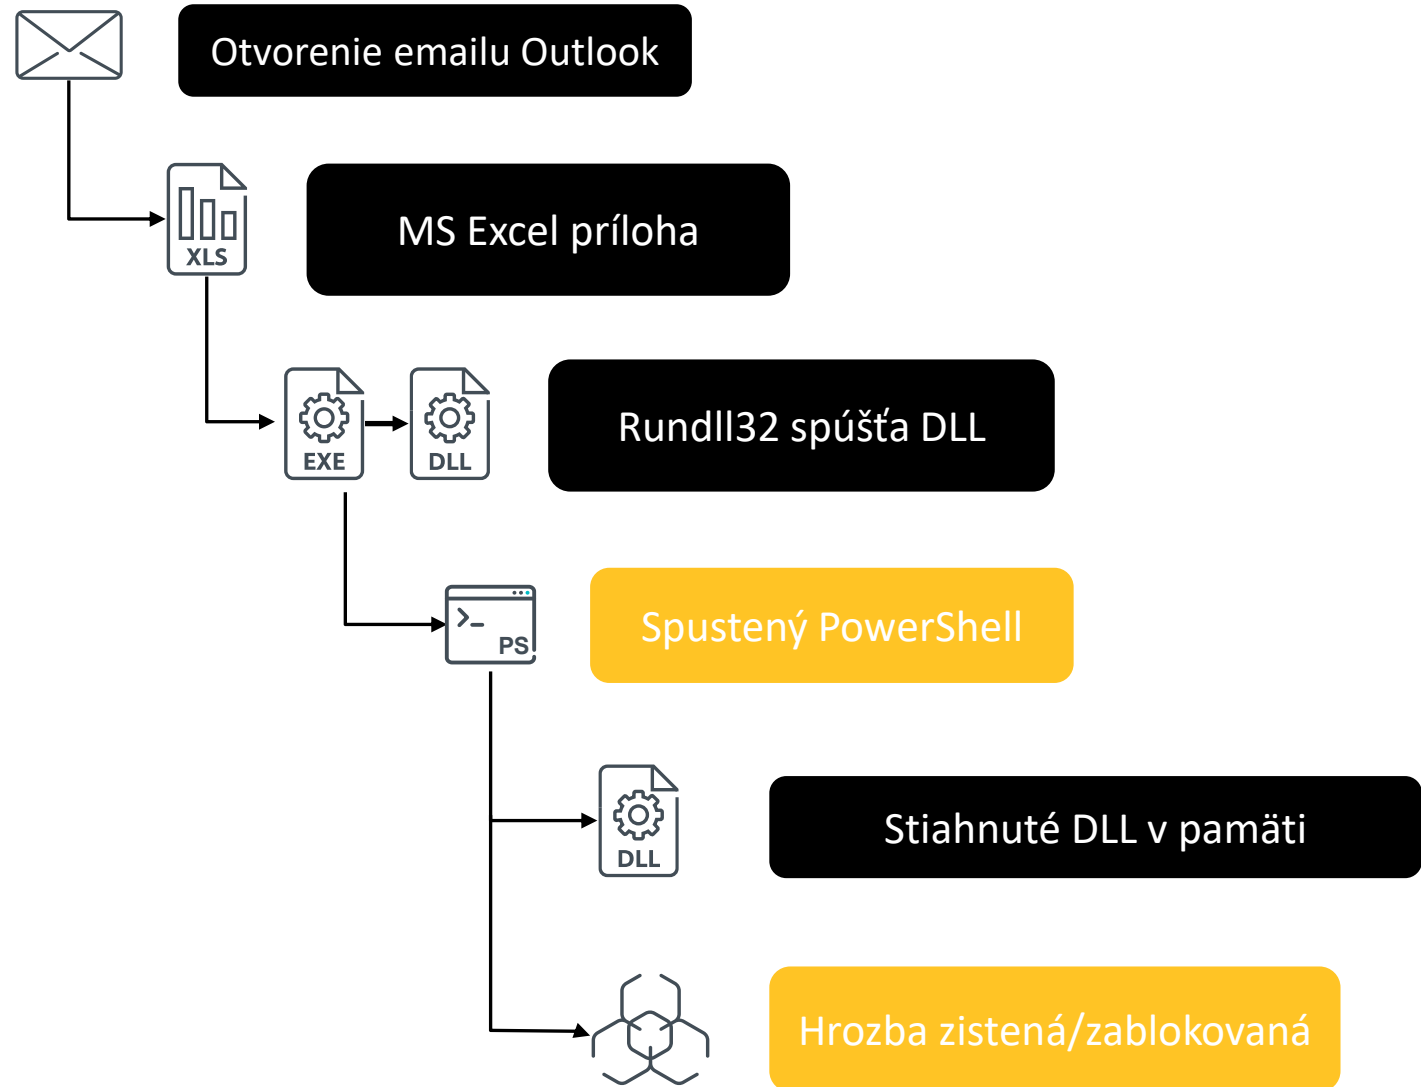 Otvorenie emailu Outlook
MS Excel príloha
XLS
Rundll32 spúšťa DLL
EXE
DLL
Spustený PowerShell
>_
PS
Stiahnuté DLL v pamäti
DLL
Hrozba zistená/zablokovaná